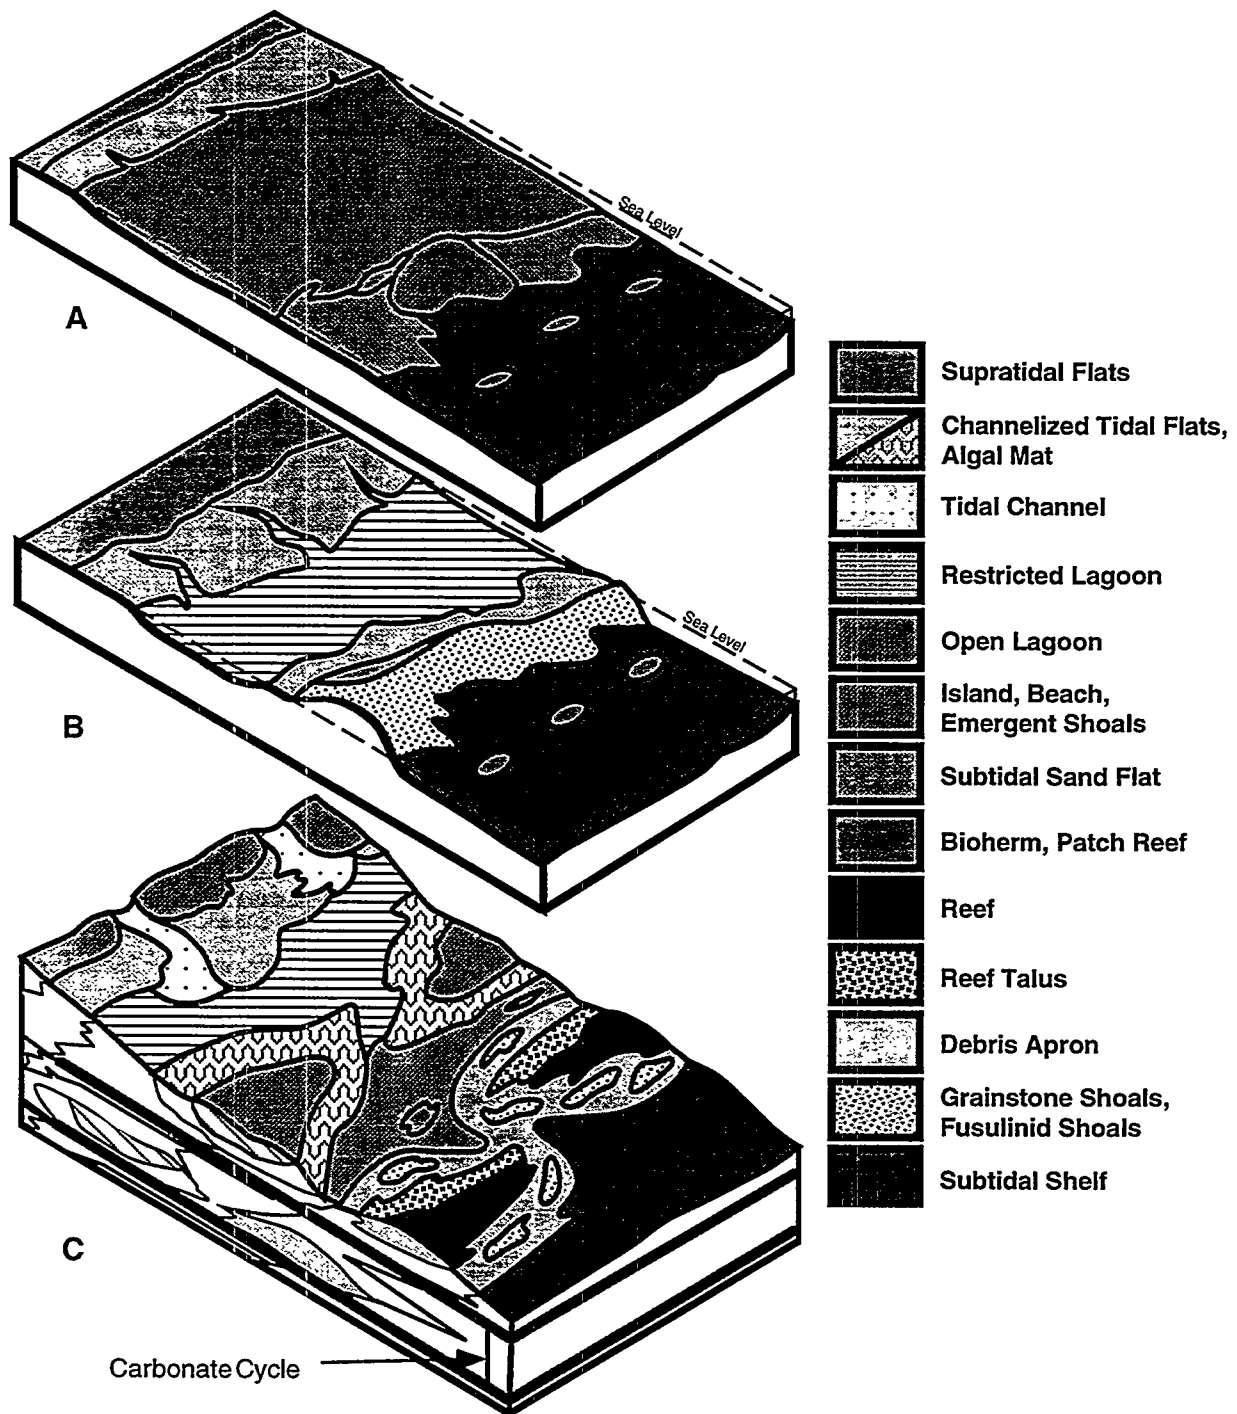 Sea Level
A
Sea Level
B
C
Carbonate Cycle
Supratidal Flats
Channelized Tidal Flats,
Algal Mat
Tidal Channel
Restricted Lagoon
Open Lagoon
Island, Beach,
Emergent Shoals
Subtidal Sand Flat
Bioherm, Patch Reef
Reef
Reef Talus
Debris Apron
Grainstone Shoals,
Fusulinid Shoals
Subtidal Shelf